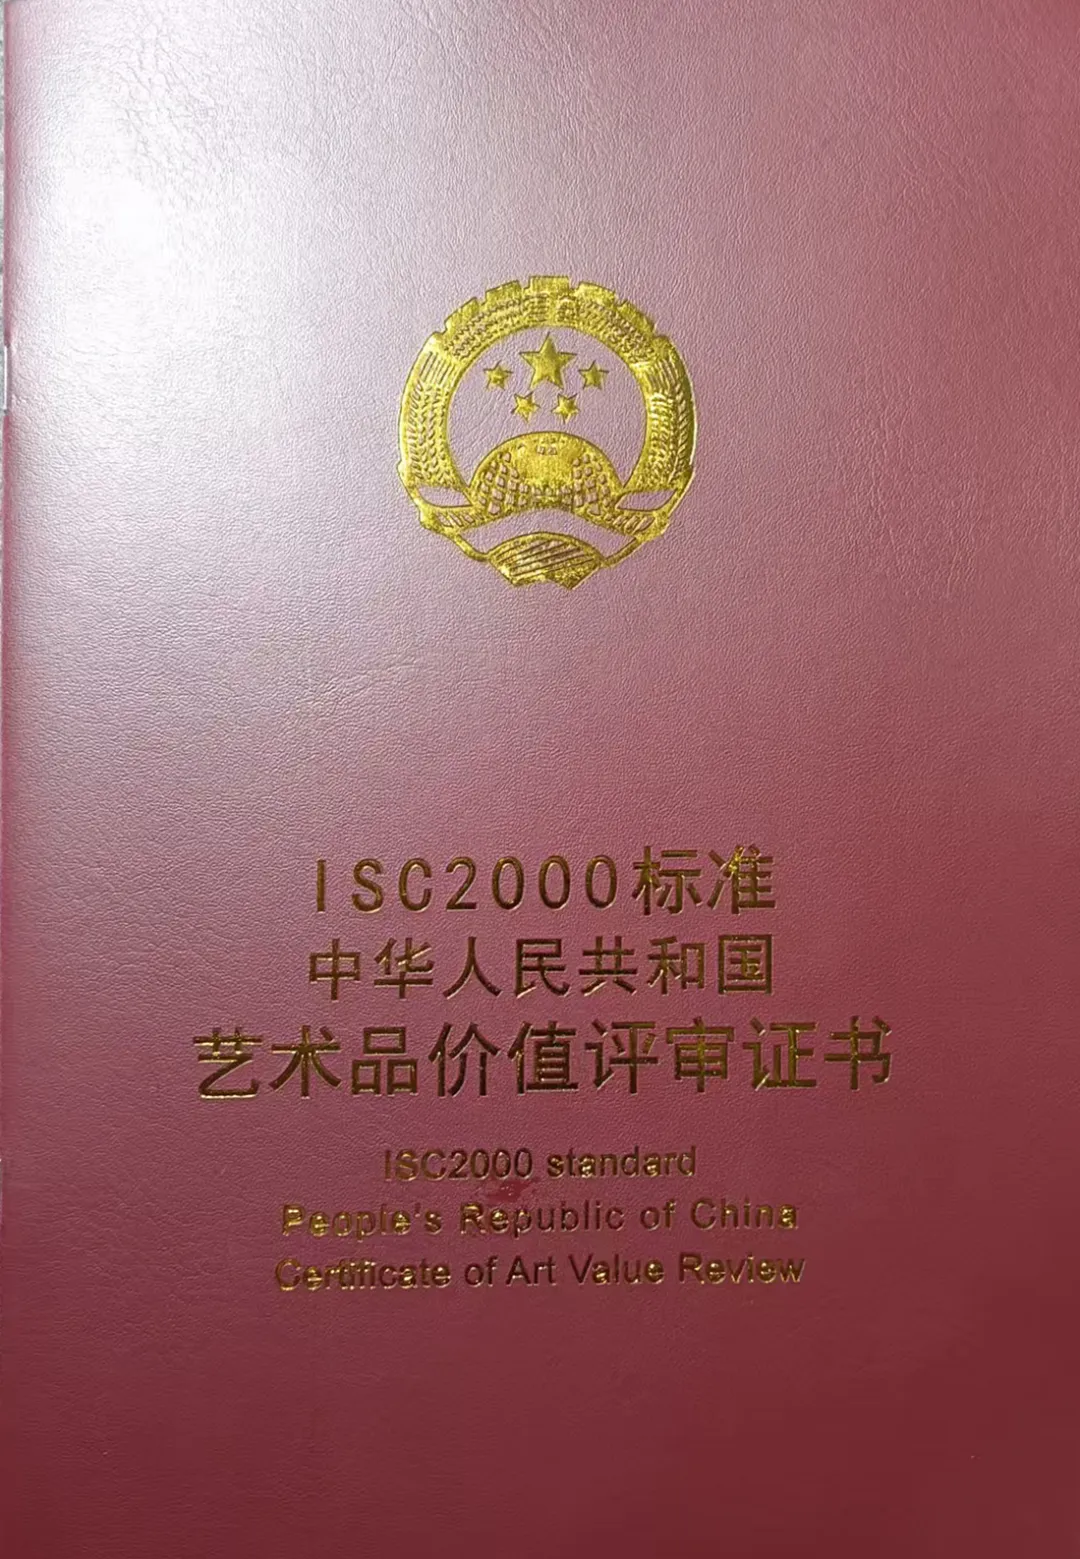 ISC2000标准
中华人民共和国
艺术品价值评审证书
ISC2000 standard
People's Republic of China
Certificate of Art Value Review